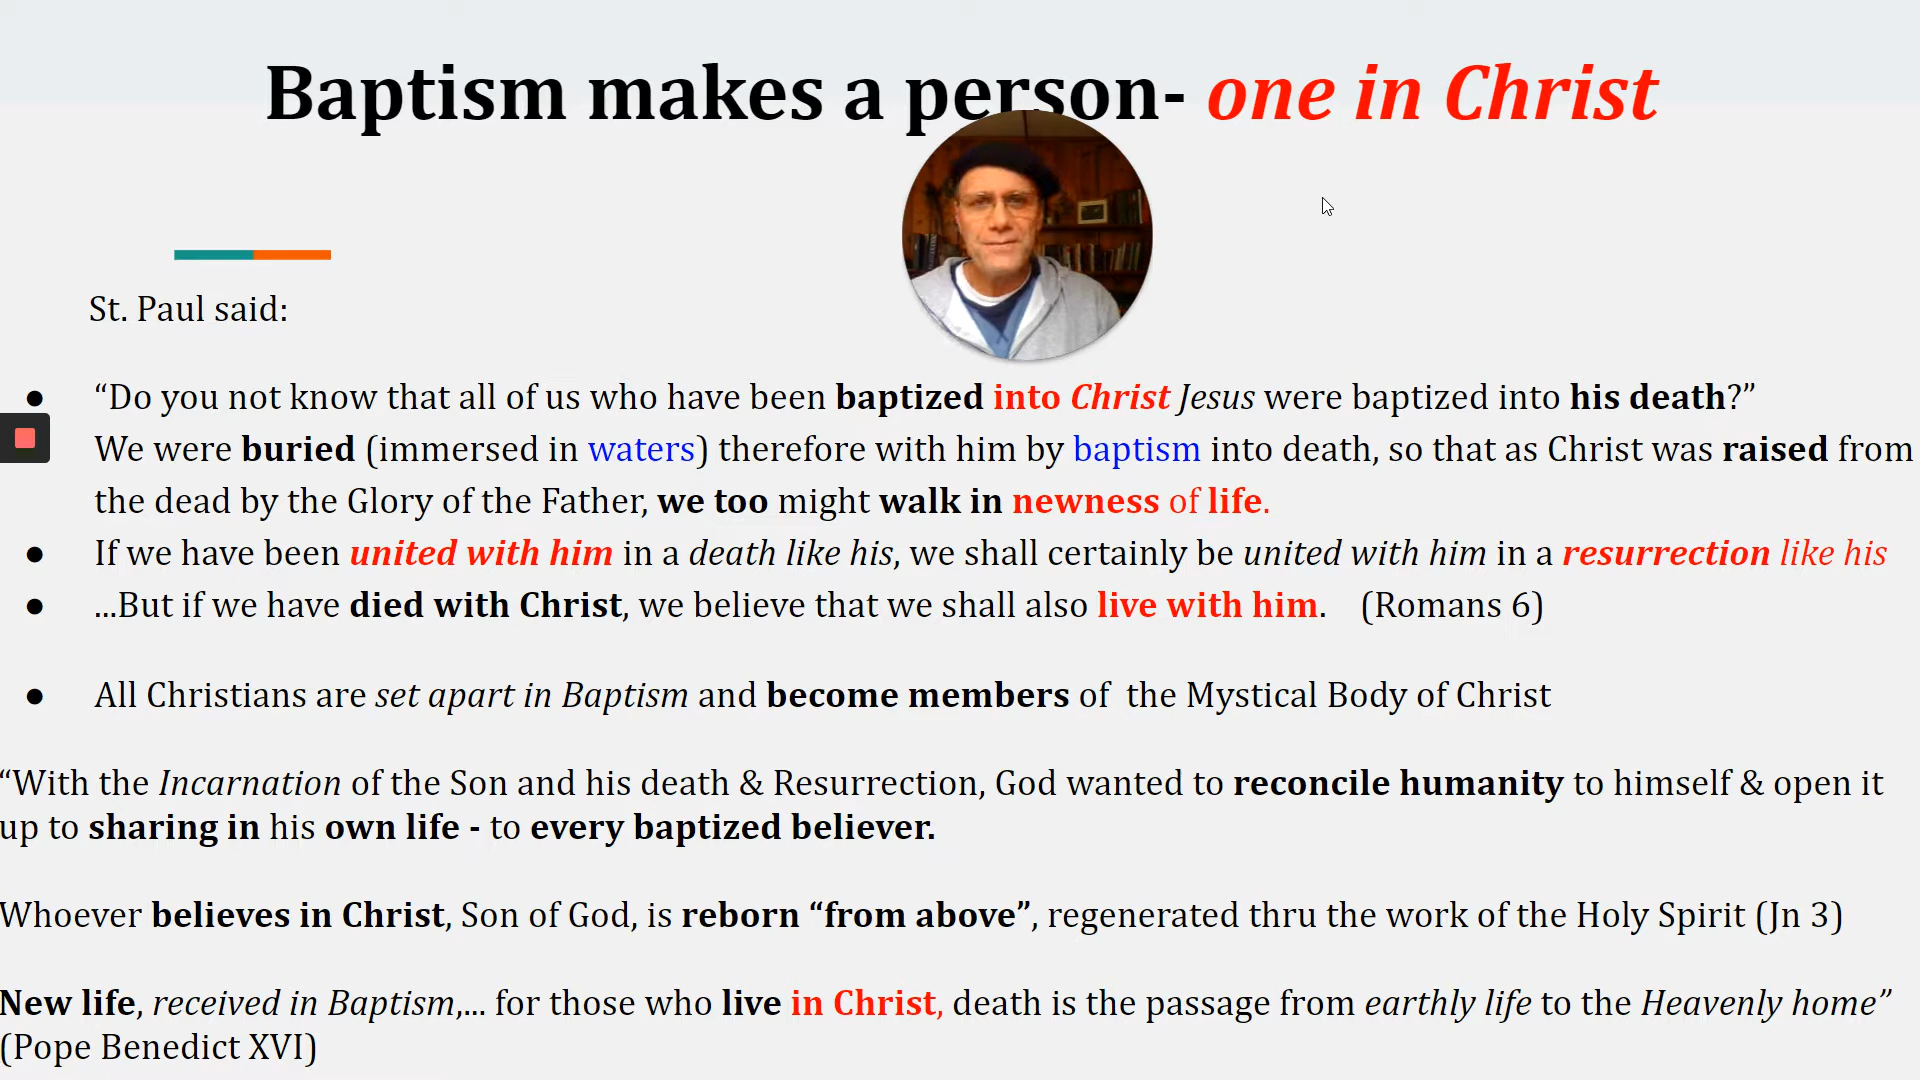 Baptism makes a person- one in Christ
St. Paul said:
● “Do you not know that all of us who have been baptized into Christ Jesus were baptized into his death?”
We were buried (immersed in waters) therefore with him by baptism into death, so that as Christ was raised from
the dead by the Glory of the Father, we too might walk in newness of life.
● If we have been united with him in a death like his, we shall certainly be united with him in a resurrection like his
● ...But if we have died with Christ, we believe that we shall also live with him. (Romans 6)
● All Christians are set apart in Baptism and become members of the Mystical Body of Christ
“With the Incarnation of the Son and his death & Resurrection, God wanted to reconcile humanity to himself & open it
up to sharing in his own life - to every baptized believer.
Whoever believes in Christ, Son of God, is reborn “from above”, regenerated thru the work of the Holy Spirit (Jn 3)
New life, received in Baptism,... for those who live in Christ, death is the passage from earthly life to the Heavenly home”
(Pope Benedict XVI)